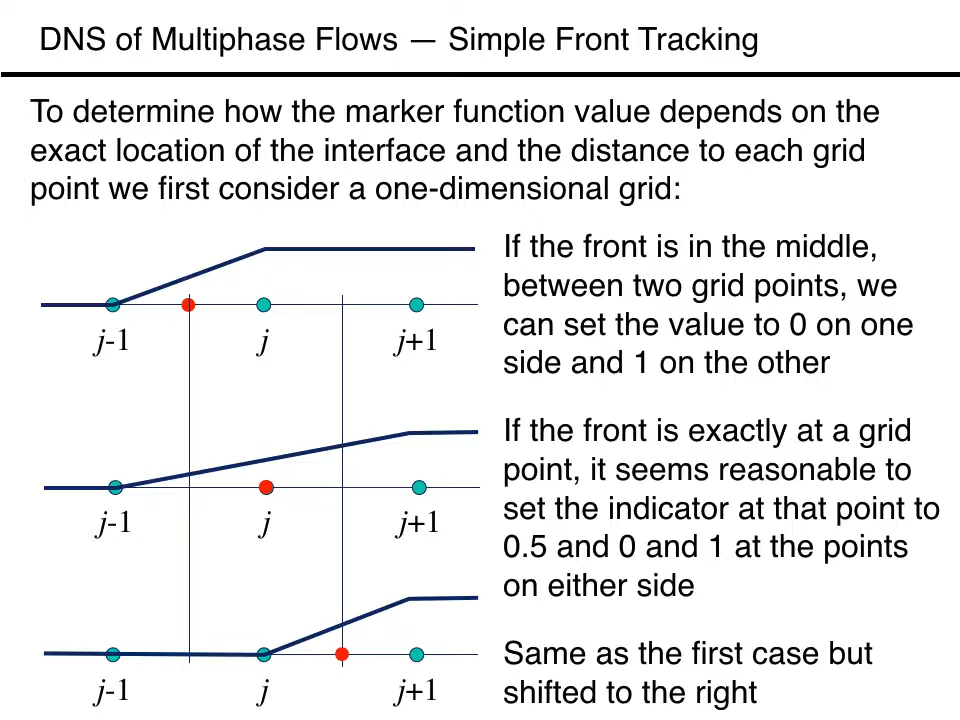 DNS of Multiphase Flows — Simple Front Tracking
To determine how the marker function value depends on the
exact location of the interface and the distance to each grid
point we first consider a one-dimensional grid:
If the front is in the middle,
between two grid points, we
can set the value to 0 on one
side and 1 on the other
j-1 j j+1
If the front is exactly at a grid
point, it seems reasonable to
set the indicator at that point to
0.5 and 0 and 1 at the points
on either side
j-1 j j+1
Same as the first case but
shifted to the right
j-1 j j+1